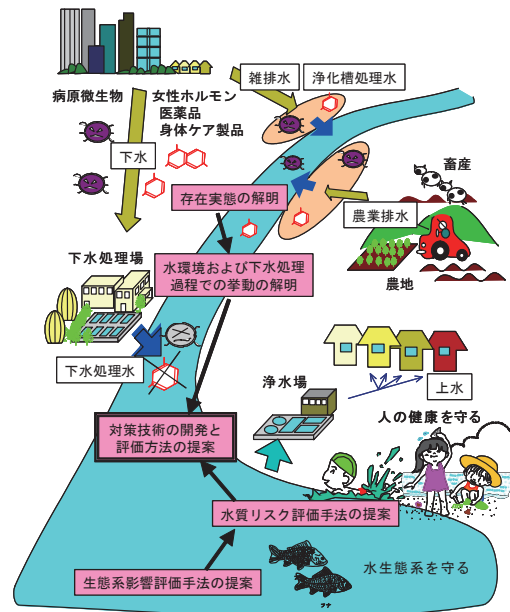 雑排水
浄化槽処理水
病原微生物
女性ホルモン
医薬品
身体ケア製品
下水
畜産
存在実態の解明
農業排水
下水処理場
水環境および下水処理
過程での挙動の解明
農地
下水処理水
浄水場
上水
人の健康を守る
対策技術の開発と
評価方法の提案
水質リスク評価手法の提案
水生態系を守る
生態系影響評価手法の提案
フナ